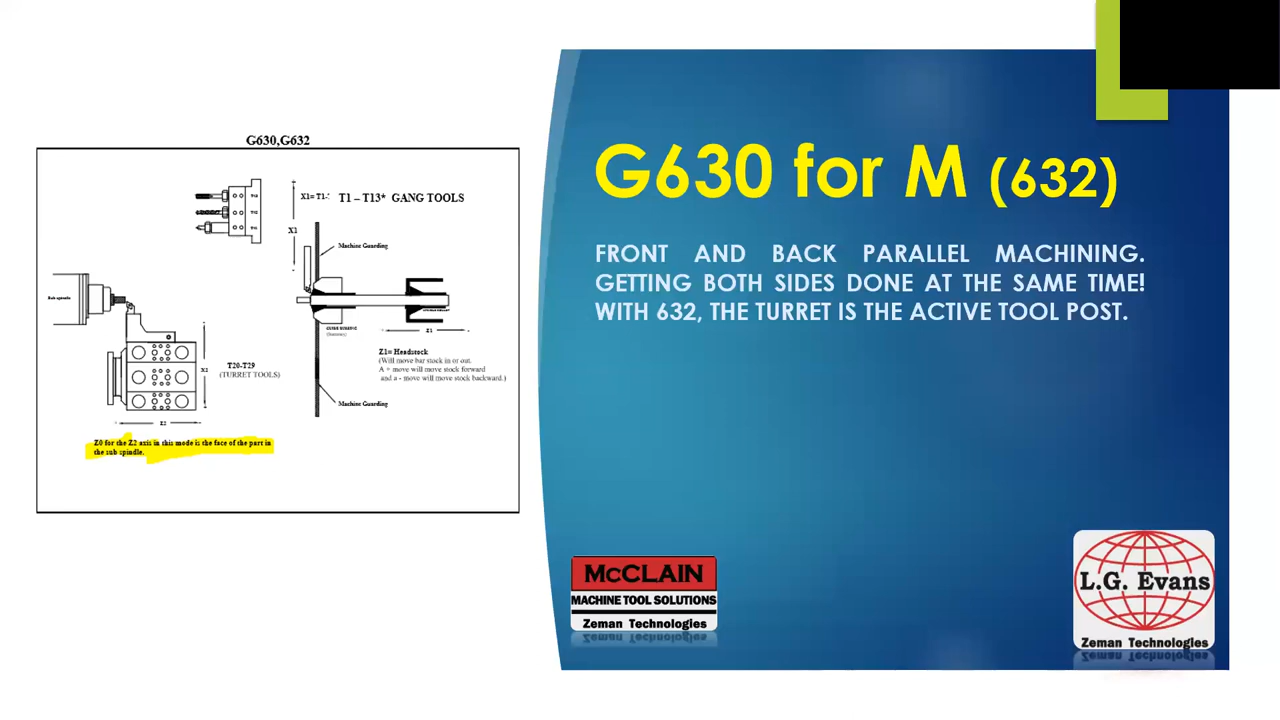 G630,G632
X1= T1-
T1 – T13* GANG TOOLS
X1
Machine Guarding
Sub spindle
Z1
Z1= Headstock
(Will move bar stock in or out.
A + move will move stock forward
and a - move will move stock backward.)
T20-T29
(TURRET TOOLS)
X2
Machine Guarding
Z2
Z0 for the Z2 axis in this mode is the face of the part in
the sub spindle.
G630 for M (632)
FRONT AND BACK PARALLEL MACHINING.
GETTING BOTH SIDES DONE AT THE SAME TIME!
WITH 632, THE TURRET IS THE ACTIVE TOOL POST.
McCLAIN
MACHINE TOOL SOLUTIONS
Zeman Technologies
L.G. Evans
Zeman Technologies